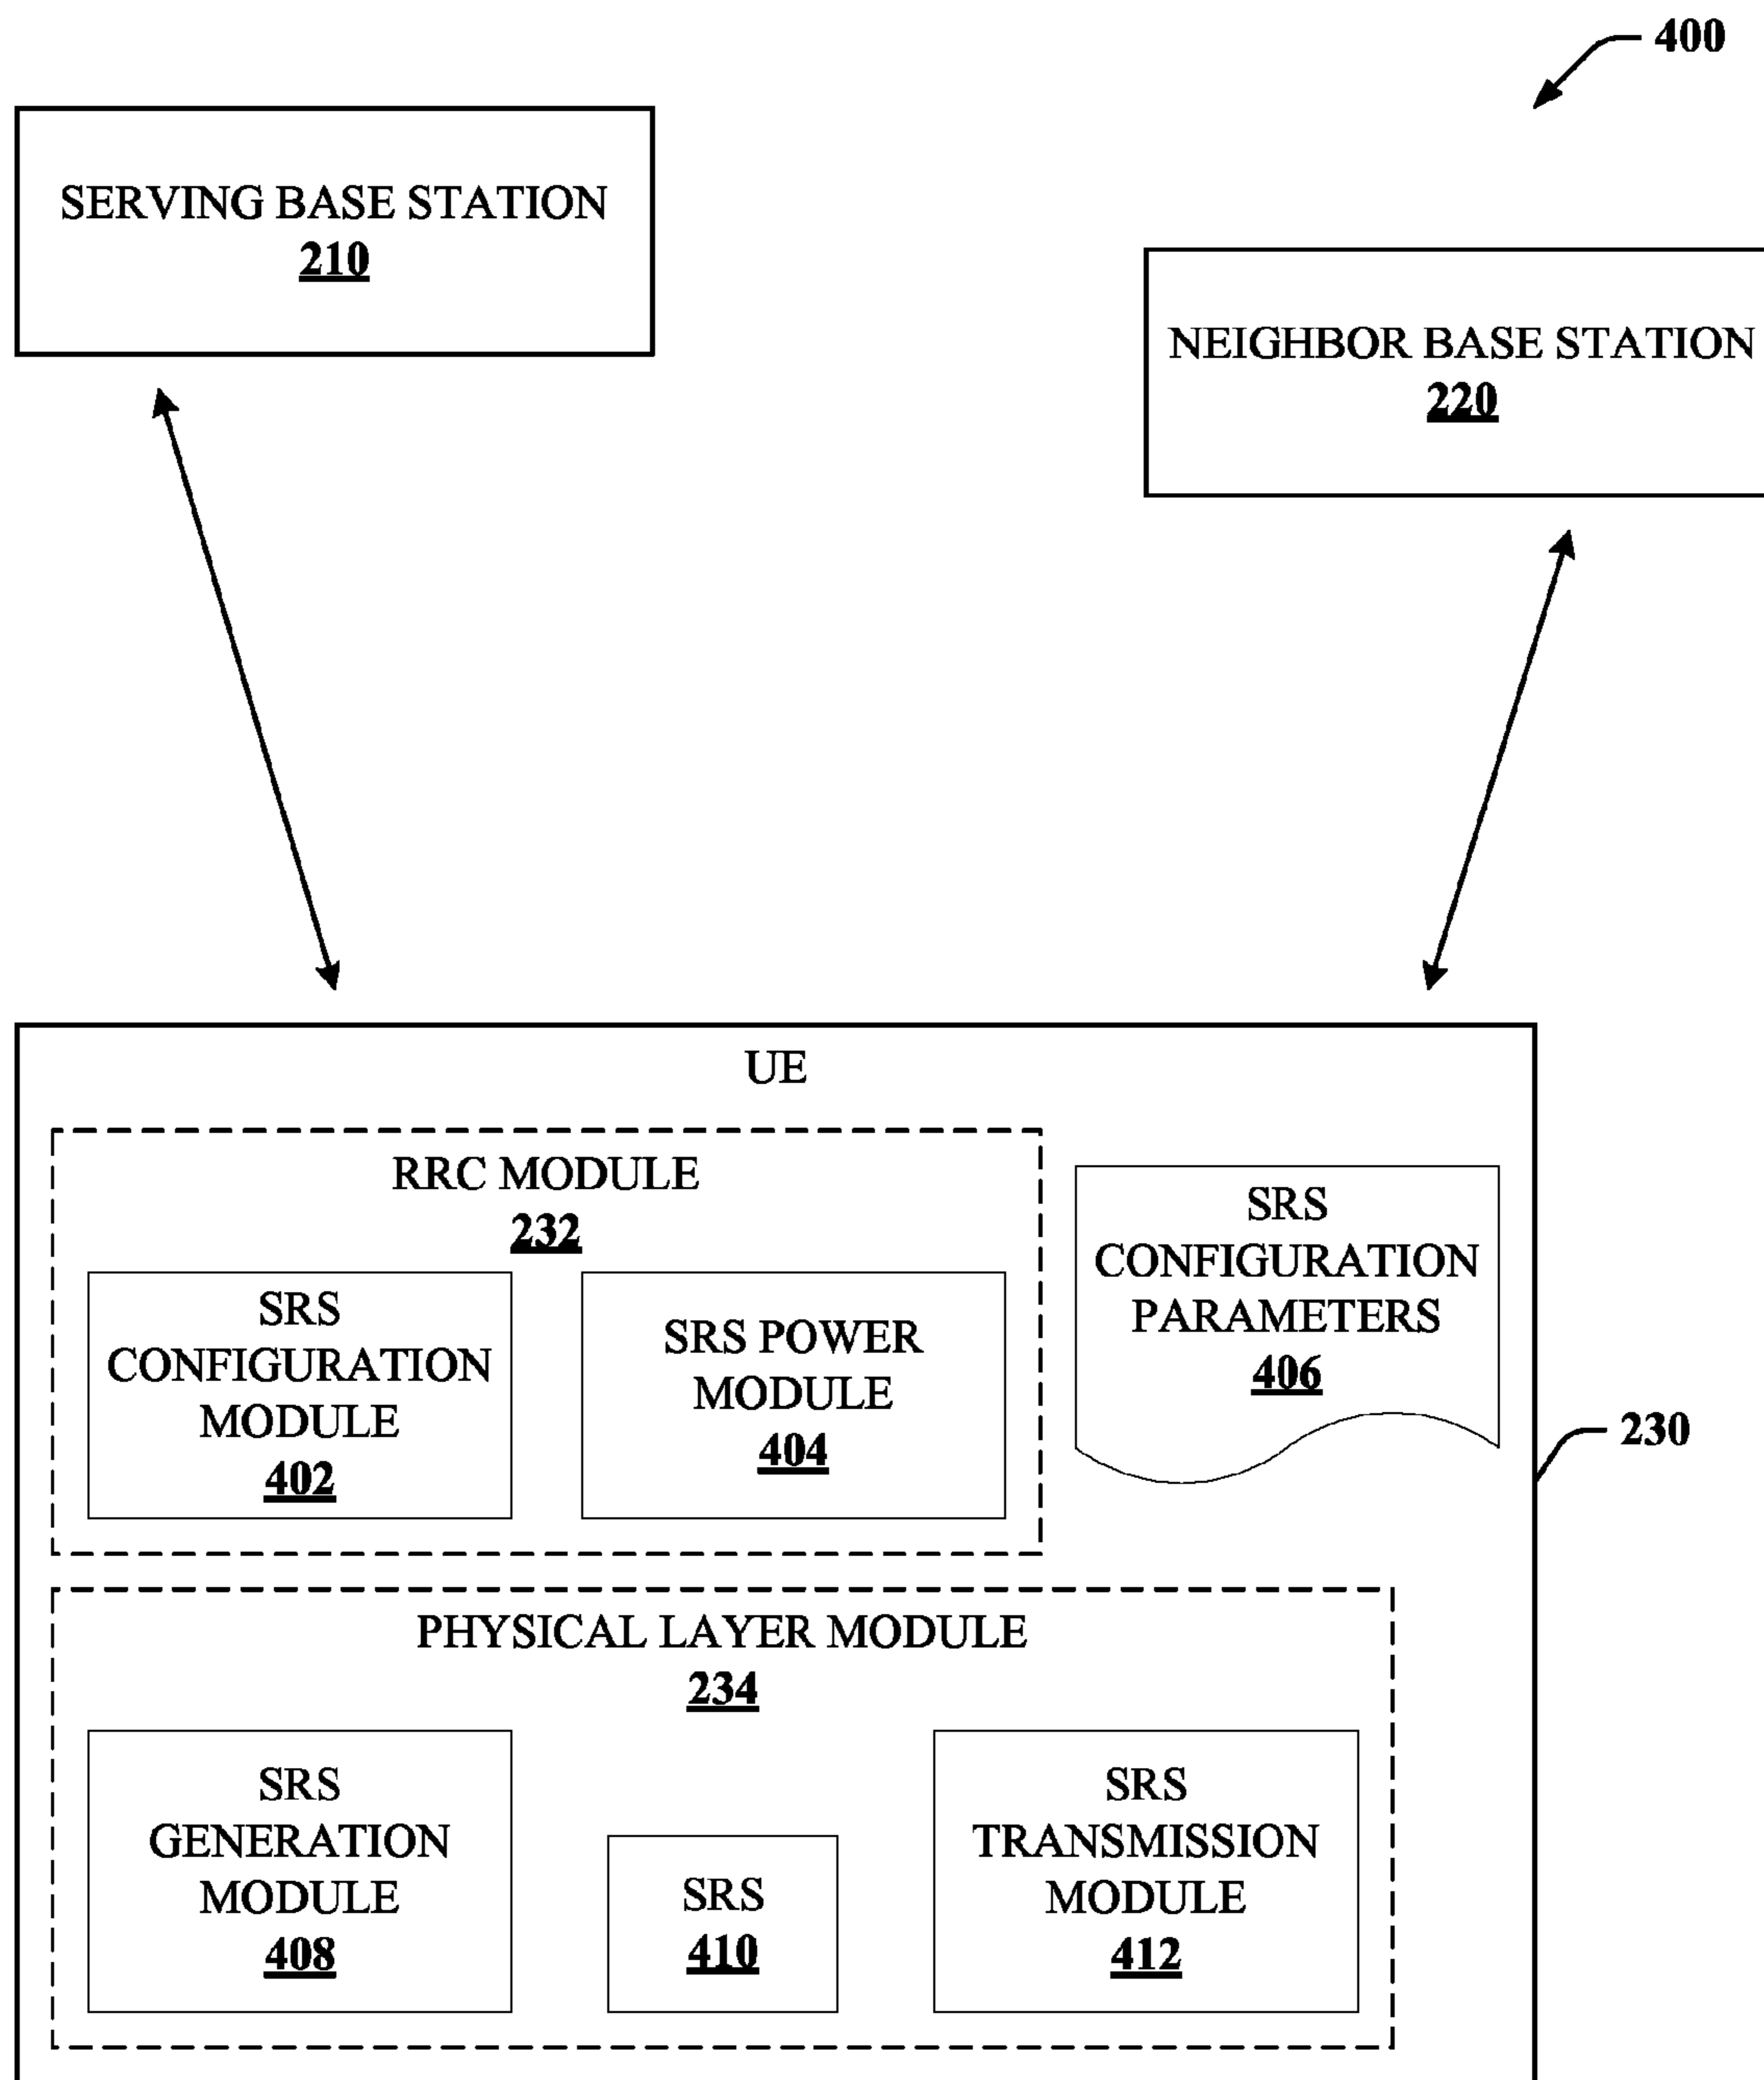 400
SERVING BASE STATION
210
NEIGHBOR BASE STATION
220
UE
RRC MODULE
232
SRS
CONFIGURATION
MODULE
402
SRS POWER
MODULE
404
SRS
CONFIGURATION
PARAMETERS
406
230
PHYSICAL LAYER MODULE
234
SRS
GENERATION
MODULE
408
SRS
410
SRS
TRANSMISSION
MODULE
412